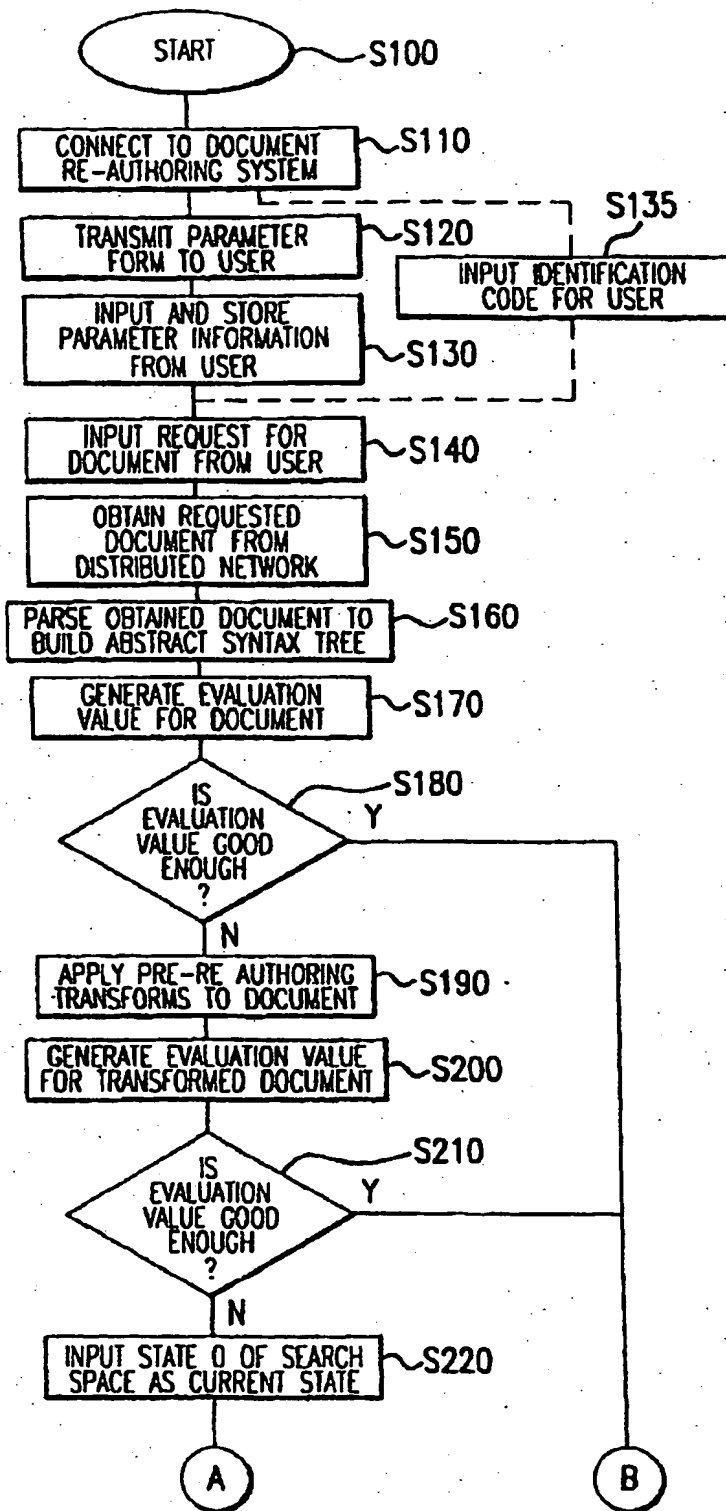 START
S100
CONNECT TO DOCUMENT
RE-AUTHORING SYSTEM
S110
TRANSMIT PARAMETER
FORM TO USER
S120
S135
INPUT IDENTIFICATION
CODE FOR USER
INPUT AND STORE
PARAMETER INFORMATION
FROM USER
S130
INPUT REQUEST FOR
DOCUMENT FROM USER
S140
OBTAIN REQUESTED
DOCUMENT FROM
DISTRIBUTED NETWORK
S150
PARSE OBTAINED DOCUMENT TO
BUILD ABSTRACT SYNTAX TREE
S160
GENERATE EVALUATION
VALUE FOR DOCUMENT
S170
IS
EVALUATION
VALUE GOOD
ENOUGH
?
S180
Y
N
APPLY PRE-RE AUTHORING
TRANSFORMS TO DOCUMENT
S190
GENERATE EVALUATION VALUE
FOR TRANSFORMED DOCUMENT
S200
IS
EVALUATION
VALUE GOOD
ENOUGH
?
S210
Y
N
INPUT STATE 0 OF SEARCH
SPACE AS CURRENT STATE
S220
A
B